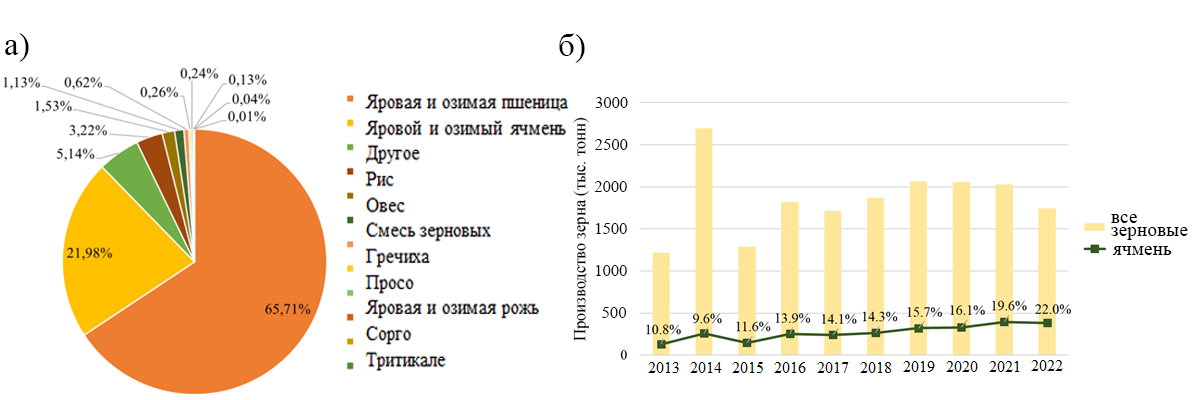 а)
0,24%
0,13%
1,13%
0,62%
0,26%
0,04%
1,53%
0,01%
3,22%
5,14%
21,98%
65,71%
Яровая и озимая пшеница
Яровой и озимый ячмень
Другое
Рис
Овес
Смесь зерновых
Гречиха
Просо
Яровая и озимая рожь
Сорго
Тритикале
б)
Производство зерна (тыс. тонн)
3000
2500
2000
1500
1000
500
0
10.8%
9.6%
11.6%
13.9%
14.1%
14.3%
15.7%
16.1%
19.6%
22.0%
2013
2014
2015
2016
2017
2018
2019
2020
2021
2022
все
зерновые
ячмень